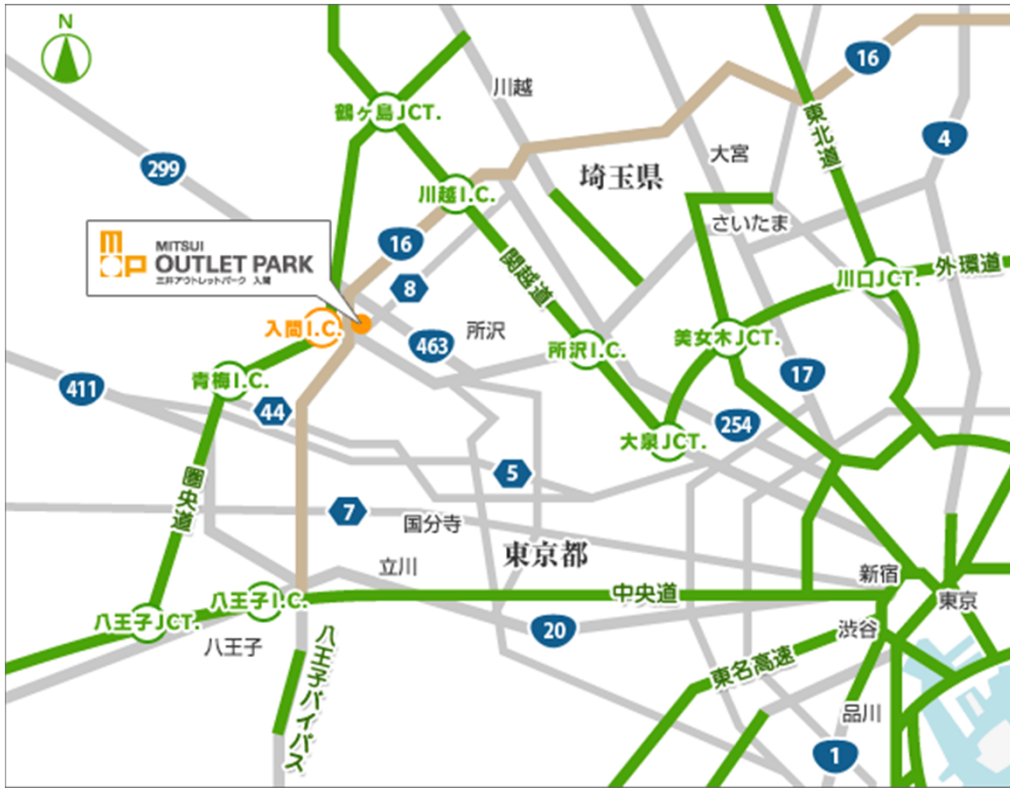 N
16
川越
鶴ヶ島JCT.
東北道
4
大宮
299
埼玉県
川越I.C.
さいたま
MITSUI
OUTLET PARK
三井アウトレットパーク 入間
16
関越道
外環道
川口JCT.
8
入間I.C.
所沢
463
所沢I.C.
美女木JCT.
青梅I.C.
411
17
44
254
大泉JCT.
圏央道
5
7
国分寺
東京都
立川
新宿
八王子I.C.
中央道
東京
八王子JCT.
20
渋谷
八王子
八王子バイパス
東名高速
品川
1